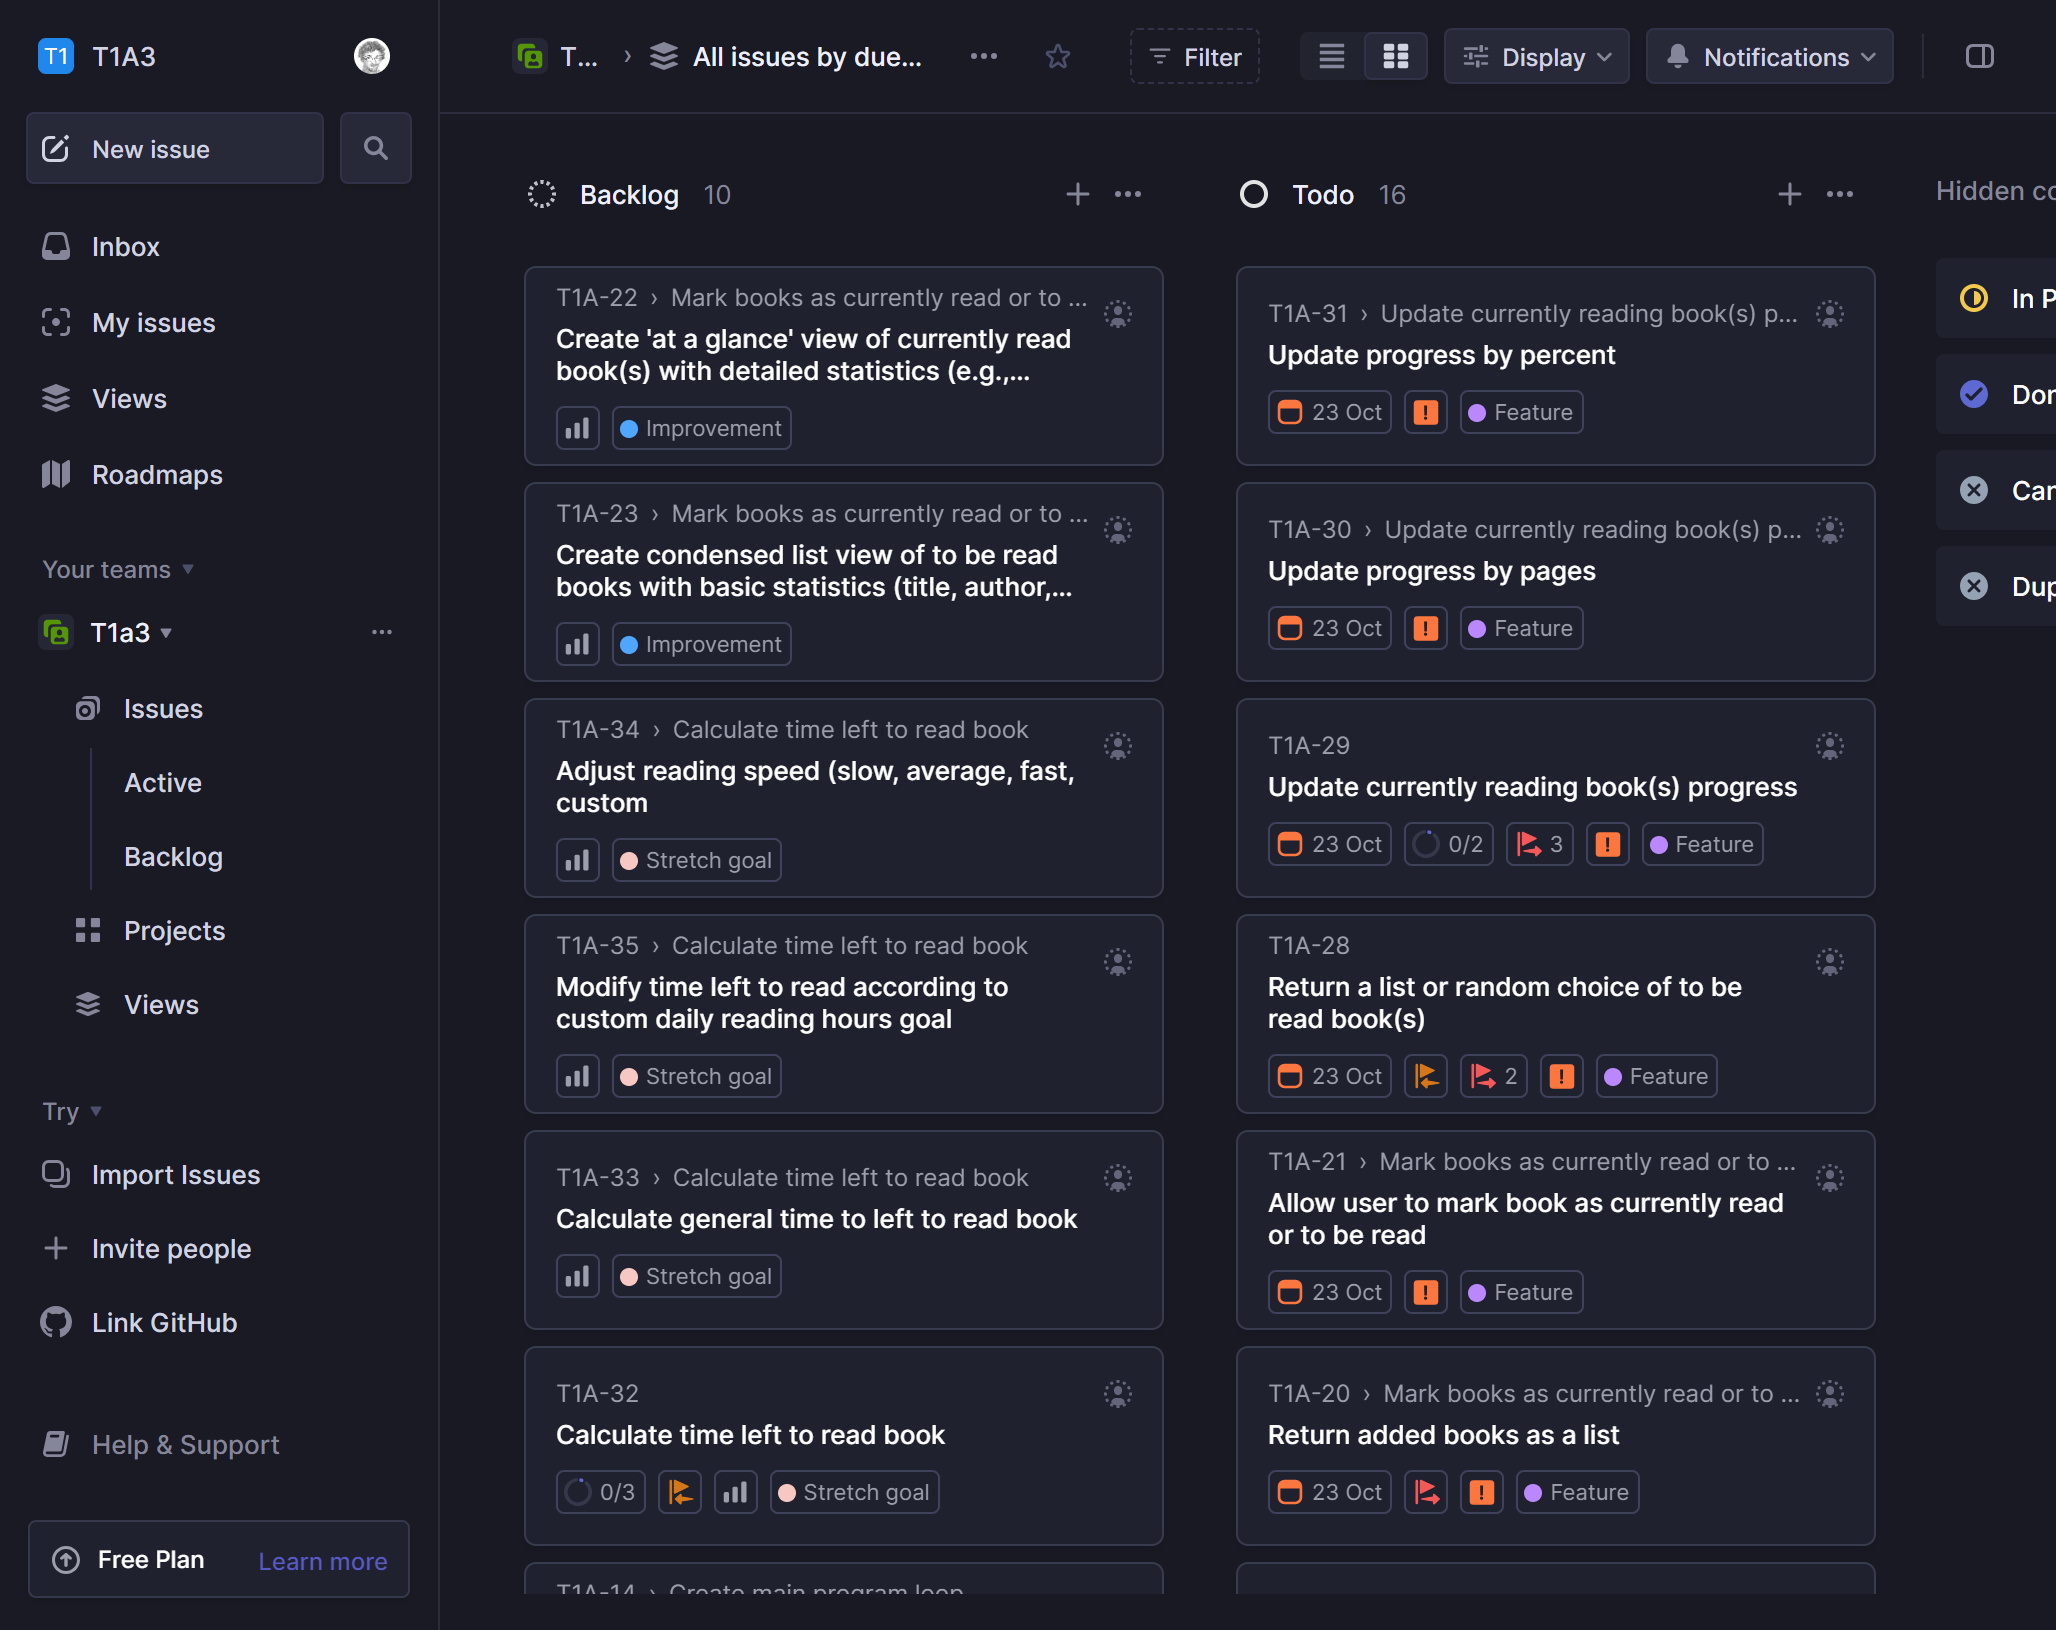 T1 T1A3
New issue
Inbox
My issues
Views
Roadmaps
Your teams
T1a3
Issues
Active
Backlog
Projects
Views
Try
Import Issues
Invite people
Link GitHub
Help & Support
Free Plan Learn more
T... › All issues by due...
Filter
Display
Notifications
Backlog 10
T1A-22 › Mark books as currently read or to ...
Create 'at a glance' view of currently read
book(s) with detailed statistics (e.g.,...
Improvement
T1A-23 › Mark books as currently read or to ...
Create condensed list view of to be read
books with basic statistics (title, author,...
Improvement
T1A-34 › Calculate time left to read book
Adjust reading speed (slow, average, fast,
custom
Stretch goal
T1A-35 › Calculate time left to read book
Modify time left to read according to
custom daily reading hours goal
Stretch goal
T1A-33 › Calculate time left to read book
Calculate general time to left to read book
Stretch goal
T1A-32
Calculate time left to read book
0/3 Stretch goal
T1A-14 › Create main program loop
Todo 16
T1A-31 › Update currently reading book(s) p...
Update progress by percent
23 Oct Feature
T1A-30 › Update currently reading book(s) p...
Update progress by pages
23 Oct Feature
T1A-29
Update currently reading book(s) progress
23 Oct 0/2 3 Feature
T1A-28
Return a list or random choice of to be
read book(s)
23 Oct 2 Feature
T1A-21 › Mark books as currently read or to ...
Allow user to mark book as currently read
or to be read
23 Oct Feature
T1A-20 › Mark books as currently read or to ...
Return added books as a list
23 Oct Feature
Hidden co
In P
Don
Can
Dup